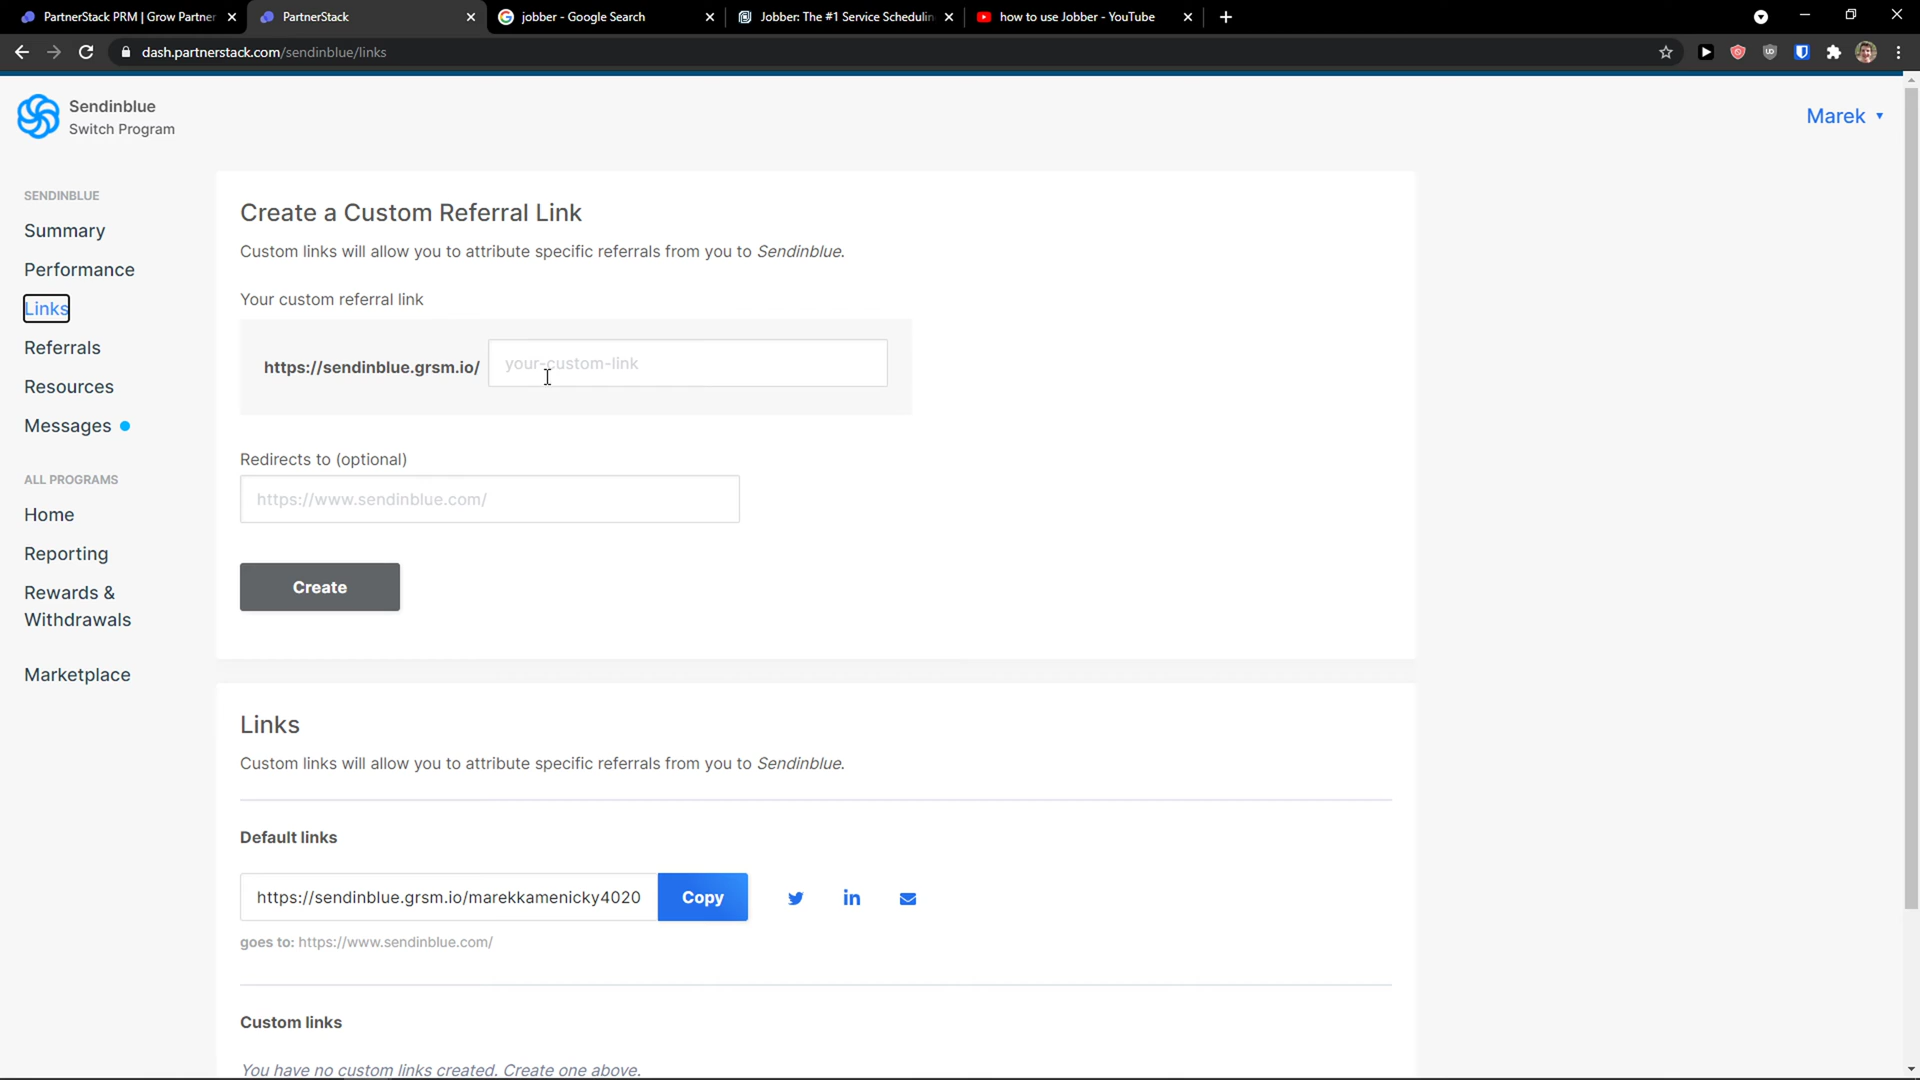 PartnerStack PRM | Grow Partner
PartnerStack
jobber - Google Search
Jobber: The #1 Service Schedulin
how to use Jobber - YouTube
dash.partnerstack.com/sendinblue/links
Sendinblue
Switch Program
Marek
SENDINBLUE
Summary
Performance
Links
Referrals
Resources
Messages
ALL PROGRAMS
Home
Reporting
Rewards &
Withdrawals
Marketplace
Create a Custom Referral Link
Custom links will allow you to attribute specific referrals from you to Sendinblue.
Your custom referral link
https://sendinblue.grsm.io/ your-custom-link
Redirects to (optional)
https://www.sendinblue.com/
Create
Links
Custom links will allow you to attribute specific referrals from you to Sendinblue.
Default links
https://sendinblue.grsm.io/marekkamenicky4020 Copy
goes to: https://www.sendinblue.com/
Custom links
You have no custom links created. Create one above.